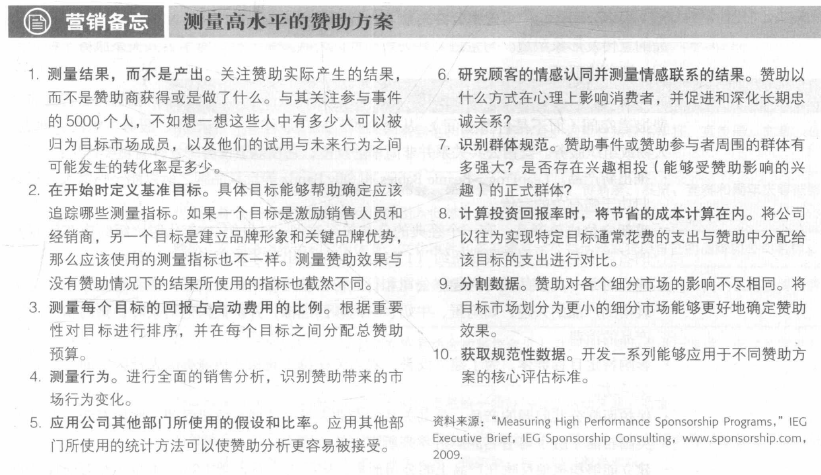 营销备忘 测量高水平的赞助方案
1. 测量结果，而不是产出。关注赞助实际产生的结果，
而不是赞助商获得或是做了什么。与其关注参与事件
的 5000 个人，不如想一想这些人中有多少人可以被
归为目标市场成员，以及他们的试用与未来行为之间
可能发生的转化率是多少。
2. 在开始时定义基准目标。具体目标能够帮助确定应该
追踪哪些测量指标。如果一个目标是激励销售人员和
经销商，另一个目标是建立品牌形象和关键品牌优势，
那么应该使用的测量指标也不一样。测量赞助效果与
没有赞助情况下的结果所使用的指标也截然不同。
3. 测量每个目标的回报占启动费用的比例。根据重要
性对目标进行排序，并在每个目标之间分配总赞助
预算。
4. 测量行为。进行全面的销售分析，识别赞助带来的市
场行为变化。
5. 应用公司其他部门所使用的假设和比率。应用其他部
门所使用的统计方法可以使赞助分析更容易被接受。
6. 研究顾客的情感认同并测量情感联系的结果。赞助以
什么方式在心理上影响消费者，并促进和深化长期忠
诚关系？
7. 识别群体规范。赞助事件或赞助参与者周围的群体有
多强大？是否存在兴趣相投（能够受赞助影响的兴
趣）的正式群体？
8. 计算投资回报率时，将节省的成本计算在内。将公司
以往为实现特定目标通常花费的支出与赞助中分配给
该目标的支出进行对比。
9. 分割数据。赞助对各个细分市场的影响不尽相同。将
目标市场划分为更小的细分市场能够更好地确定赞助
效果。
10. 获取规范性数据。开发一系列能够应用于不同赞助方
案的核心评估标准。
资料来源：“Measuring High Performance Sponsorship Programs,” IEG
Executive Brief, IEG Sponsorship Consulting, www.sponsorship.com,
2009.